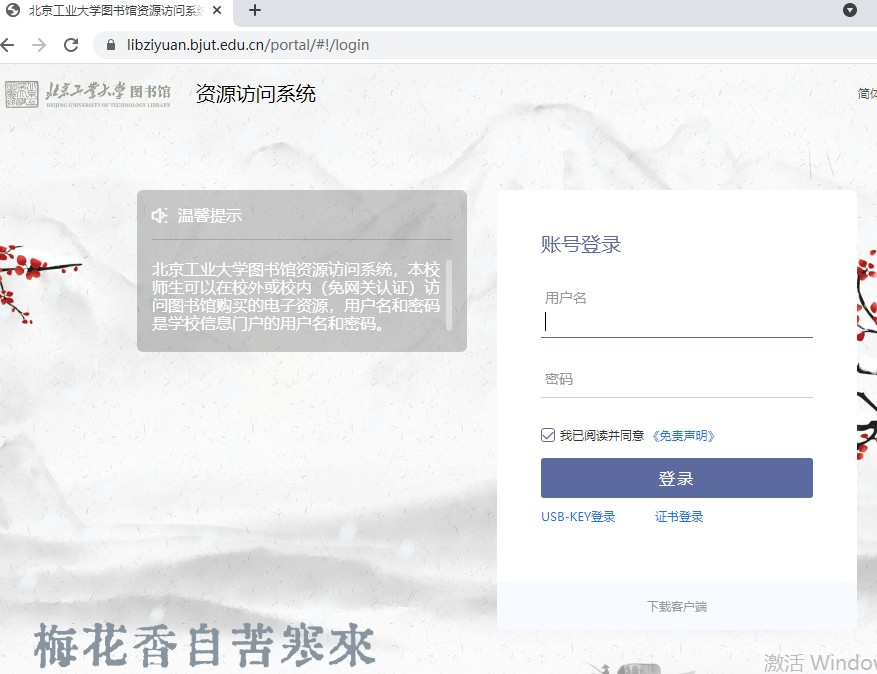 北京工业大学图书馆资源访问系统
libziyuan.bjut.edu.cn/portal/#!/login
北京工業大學 图书馆
BEIJING UNIVERSITY OF TECHNOLOGY LIBRARY
资源访问系统
简体
温馨提示
北京工业大学图书馆资源访问系统，本校
师生可以在校外或校内（免网关认证）访
问图书馆购买的电子资源，用户名和密码
是学校信息门户的用户名和密码。
账号登录
用户名
密码
我已阅读并同意 《免责声明》
登录
USB-KEY登录 证书登录
下载客户端
梅花香自苦寒來
激活 Window